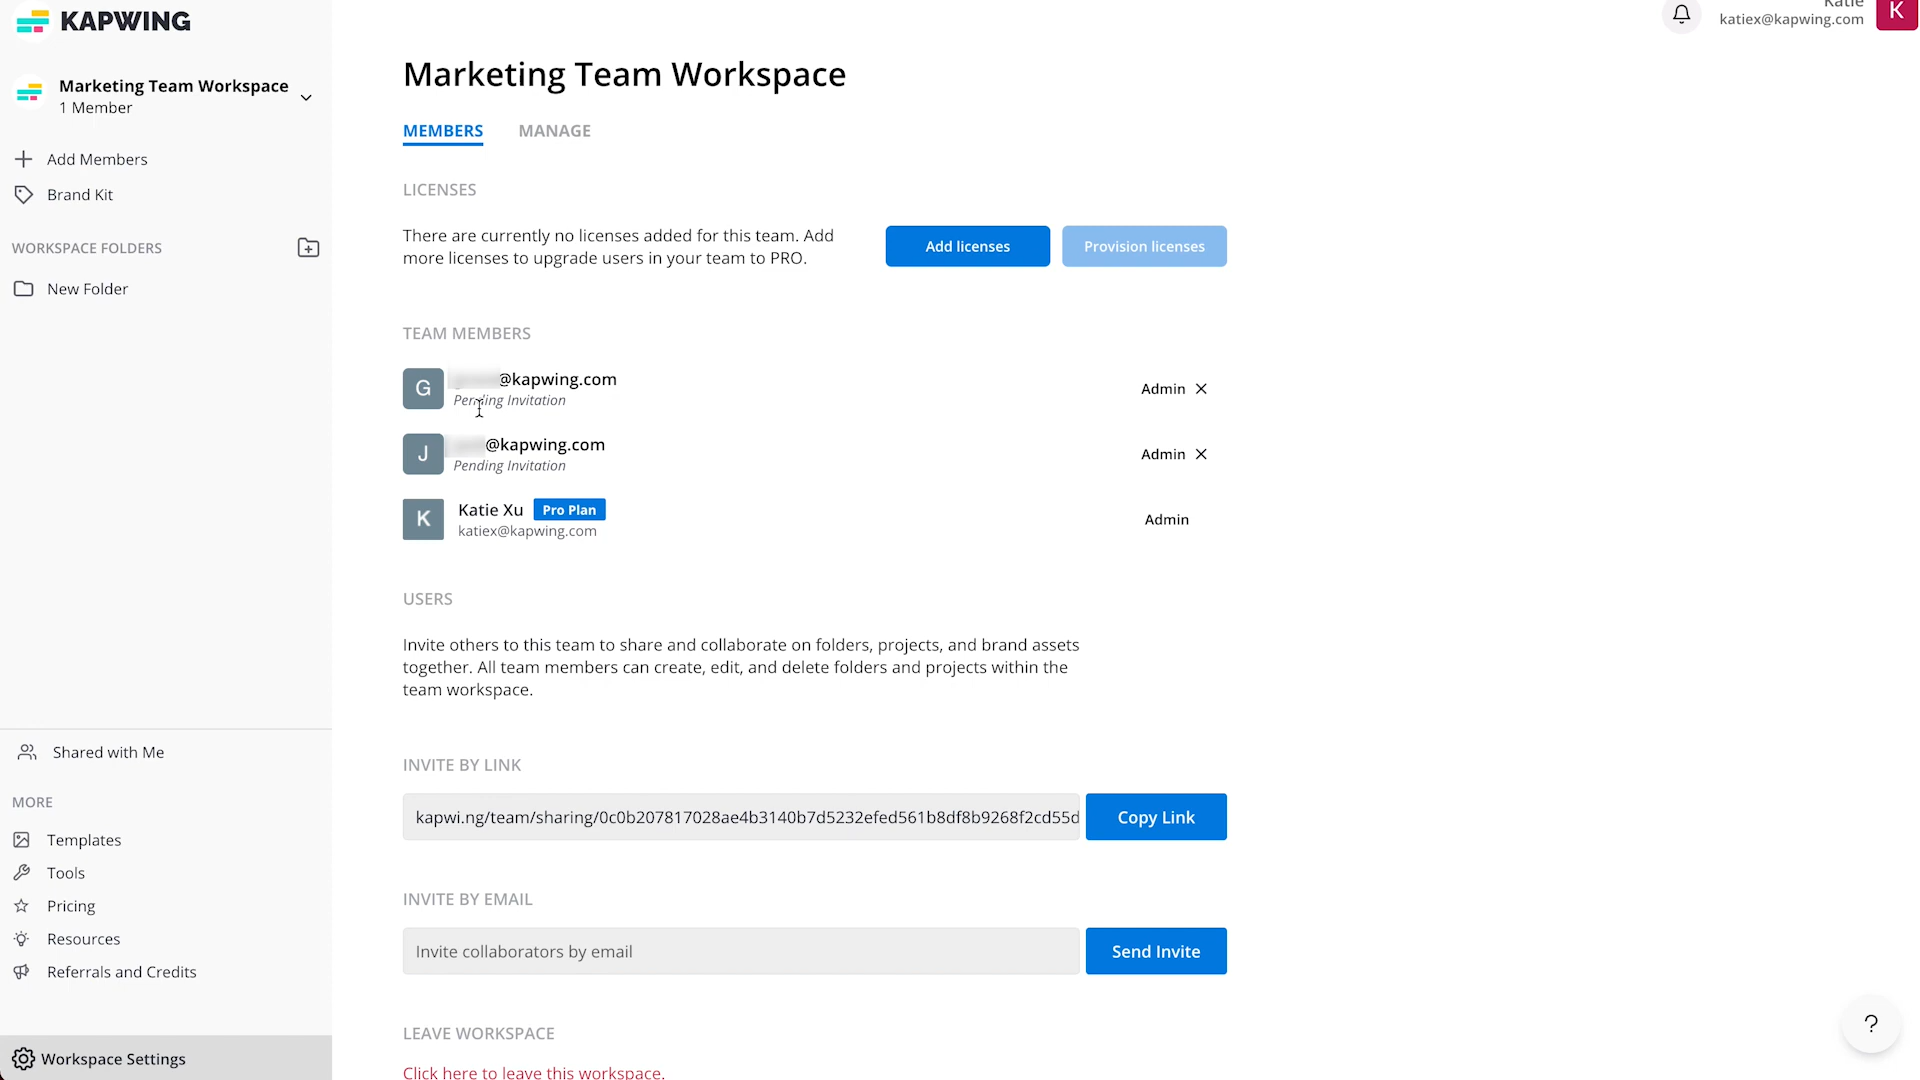 KAPWING
Marketing Team Workspace
1 Member
Add Members
Brand Kit
WORKSPACE FOLDERS
New Folder
Shared with Me
MORE
Templates
Tools
Pricing
Resources
Referrals and Credits
Workspace Settings
Katie
katiex@kapwing.com
K
Marketing Team Workspace
MEMBERS MANAGE
LICENSES
There are currently no licenses added for this team. Add
more licenses to upgrade users in your team to PRO.
Add licenses
Provision licenses
TEAM MEMBERS
G
@kapwing.com
Pending Invitation
Admin
J
@kapwing.com
Pending Invitation
Admin
K
Katie Xu Pro Plan
katiex@kapwing.com
Admin
USERS
Invite others to this team to share and collaborate on folders, projects, and brand assets
together. All team members can create, edit, and delete folders and projects within the
team workspace.
INVITE BY LINK
kapwi.ng/team/sharing/0c0b207817028ae4b3140b7d5232efed561b8df8b9268f2cd55d
Copy Link
INVITE BY EMAIL
Invite collaborators by email
Send Invite
LEAVE WORKSPACE
Click here to leave this workspace.
?